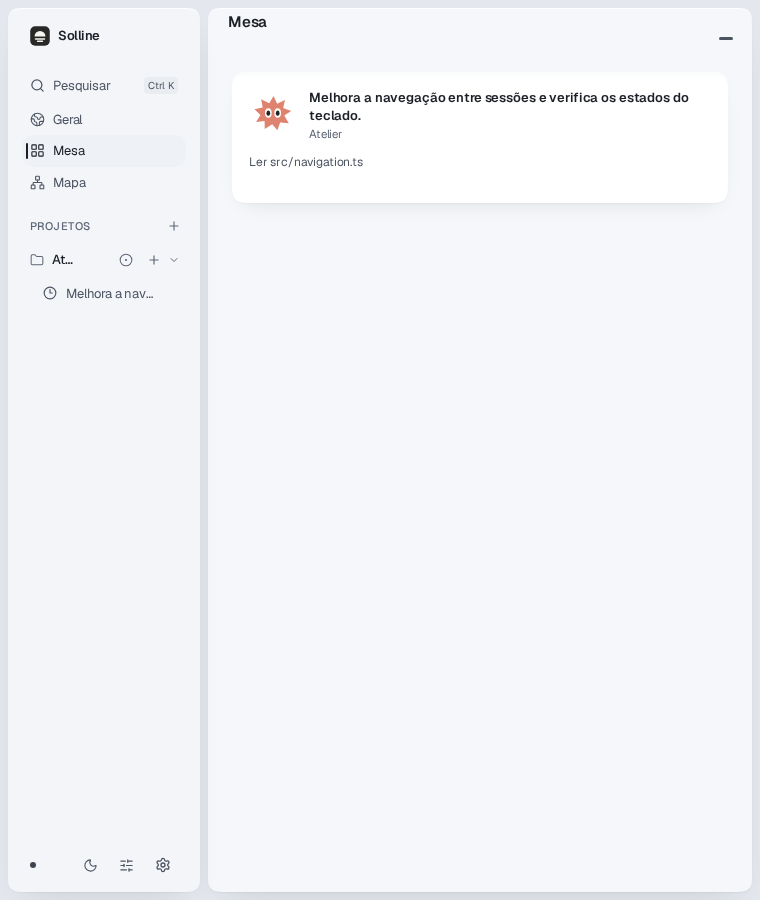 Solline
Pesquisar
Ctrl K
Geral
Mesa
Mapa
PROJETOS
At...
Melhora a nav...
Mesa
Melhora a navegação entre sessões e verifica os estados do
teclado.
Atelier
Ler src/navigation.ts